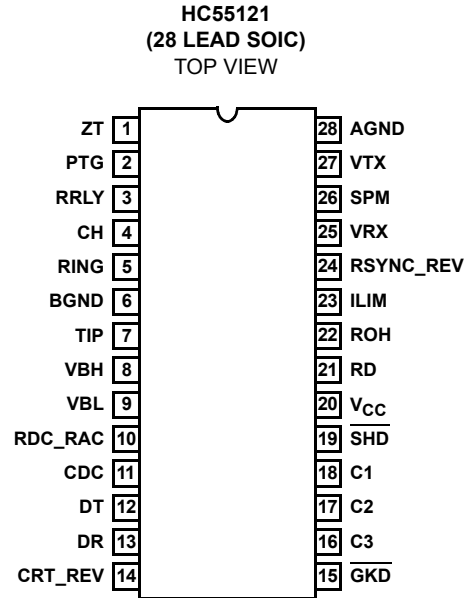 HC55121
(28 LEAD SOIC)
TOP VIEW
ZT 1 28 AGND
PTG 2 27 VTX
RRLY 3 26 SPM
CH 4 25 VRX
RING 5 24 RSYNC_REV
BGND 6 23 ILIM
TIP 7 22 ROH
VBH 8 21 RD
VBL 9 20 VCC
RDC_RAC 10 19 SHD
CDC 11 18 C1
DT 12 17 C2
DR 13 16 C3
CRT_REV 14 15 GKD